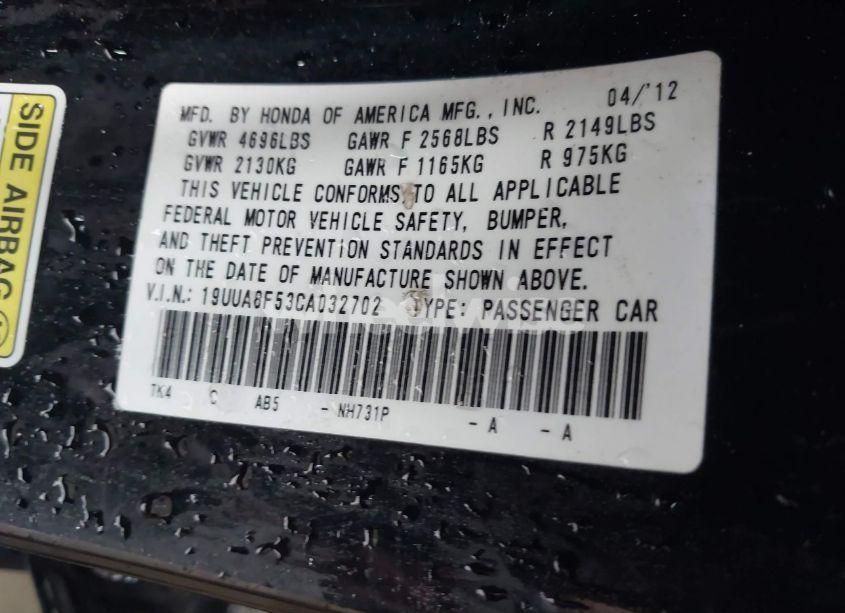 SIDE AIRBAG
MFD. BY HONDA OF AMERICA MFG., INC. 04/'12
GVWR 4696LBS GAWR F 2568LBS R 2149LBS
GVWR 2130KG GAWR F 1165KG R 975KG
THIS VEHICLE CONFORMS TO ALL APPLICABLE
FEDERAL MOTOR VEHICLE SAFETY, BUMPER,
AND THEFT PREVENTION STANDARDS IN EFFECT
ON THE DATE OF MANUFACTURE SHOWN ABOVE.
V.I.N.: 19UUA8F53CA032702 TYPE: PASSENGER CAR
TK4 C AB5 - NH731P - A - A